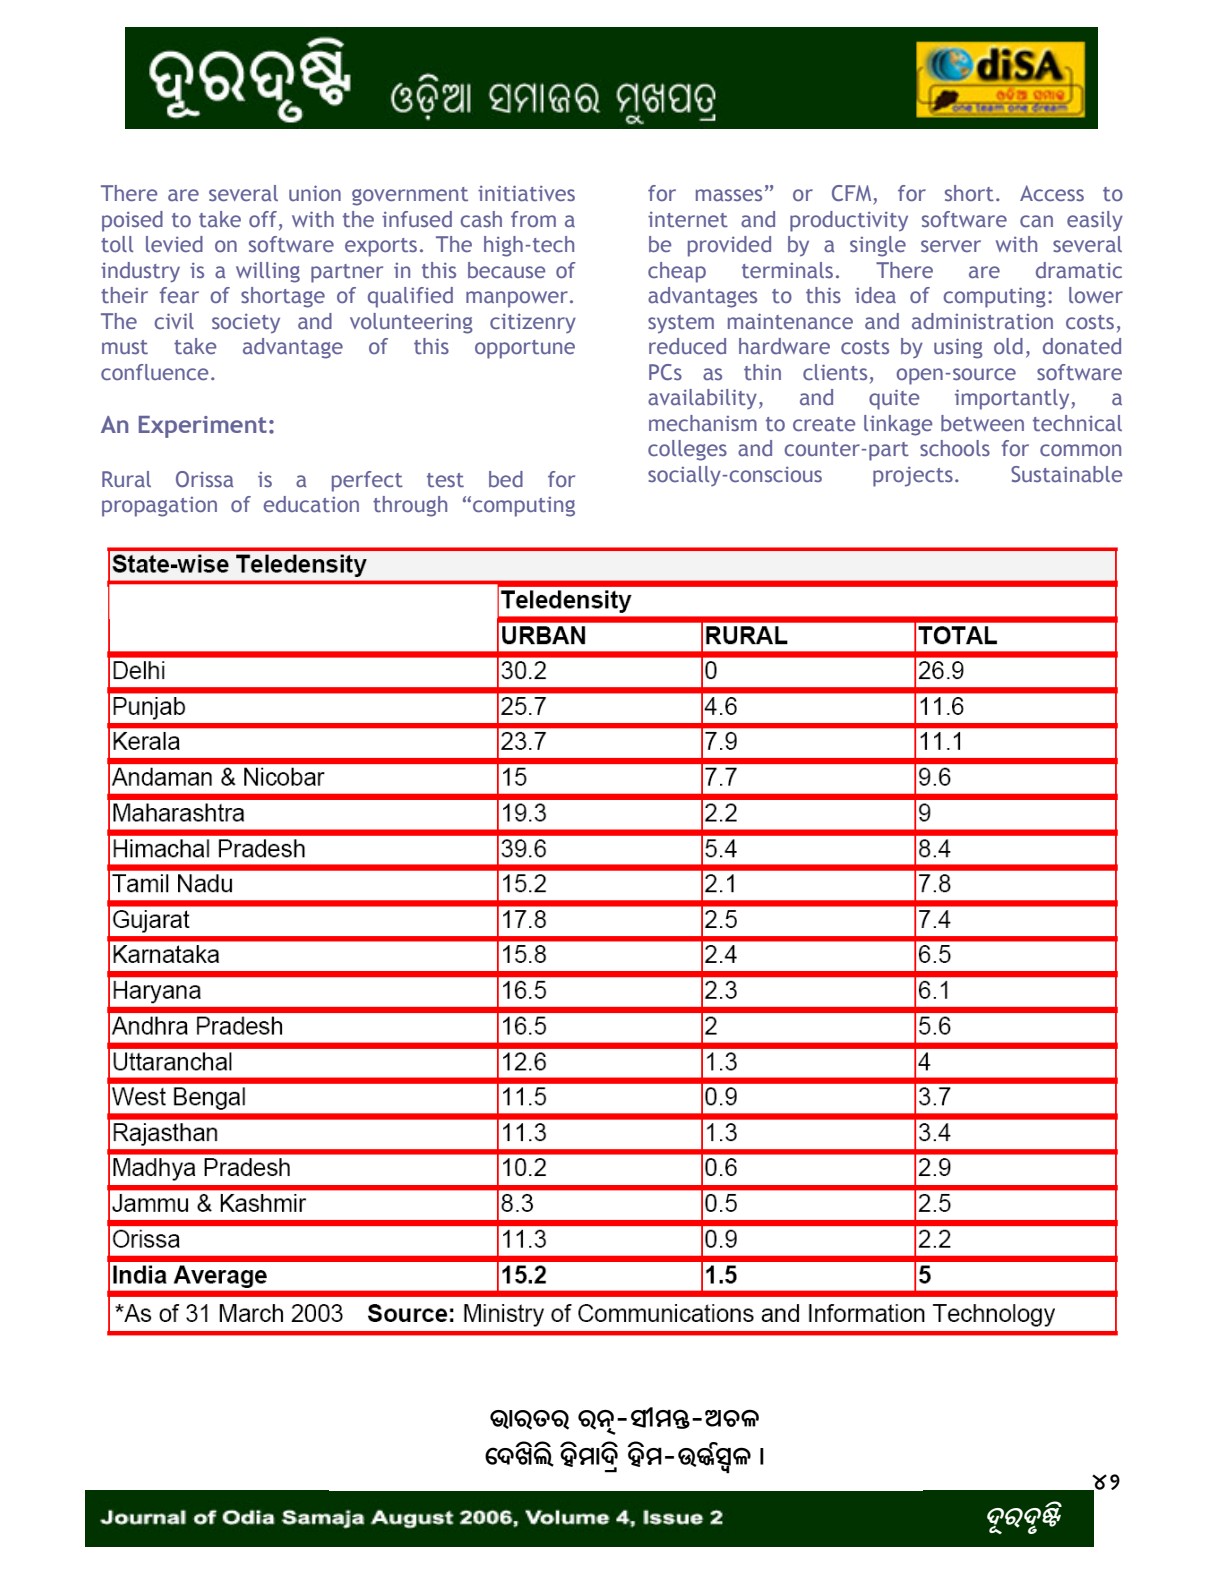 ଦୂରଦୃଷ୍ଟି ଓଡ଼ିଆ ସମାଜର ମୁଖପତ୍ର
diSA
ଓଡ଼ିଆ ସମାଜ
one team one dream
There are several union government initiatives
poised to take off, with the infused cash from a
toll levied on software exports. The high-tech
industry is a willing partner in this because of
their fear of shortage of qualified manpower.
The civil society and volunteering citizenry
must take advantage of this opportune
confluence.
An Experiment:
Rural Orissa is a perfect test bed for
propagation of education through “computing
for masses” or CFM, for short. Access to
internet and productivity software can easily
be provided by a single server with several
cheap terminals. There are dramatic
advantages to this idea of computing: lower
system maintenance and administration costs,
reduced hardware costs by using old, donated
PCs as thin clients, open-source software
availability, and quite importantly, a
mechanism to create linkage between technical
colleges and counter-part schools for common
socially-conscious projects. Sustainable
State-wise Teledensity
Teledensity
URBAN RURAL TOTAL
Delhi 30.2 0 26.9
Punjab 25.7 4.6 11.6
Kerala 23.7 7.9 11.1
Andaman & Nicobar 15 7.7 9.6
Maharashtra 19.3 2.2 9
Himachal Pradesh 39.6 5.4 8.4
Tamil Nadu 15.2 2.1 7.8
Gujarat 17.8 2.5 7.4
Karnataka 15.8 2.4 6.5
Haryana 16.5 2.3 6.1
Andhra Pradesh 16.5 2 5.6
Uttaranchal 12.6 1.3 4
West Bengal 11.5 0.9 3.7
Rajasthan 11.3 1.3 3.4
Madhya Pradesh 10.2 0.6 2.9
Jammu & Kashmir 8.3 0.5 2.5
Orissa 11.3 0.9 2.2
India Average 15.2 1.5 5
*As of 31 March 2003 Source: Ministry of Communications and Information Technology
ଭାରତର ରତ୍ନ-ସୀମନ୍ତ-ଅଚଳ
ଦେଖିଲି ହିମାଦ୍ରି ହିମ-ଉର୍ଜ୍ଜସ୍ୱଳ ।
୪୨
Journal of Odia Samaja August 2006, Volume 4, Issue 2 ଦୂରଦୃଷ୍ଟି